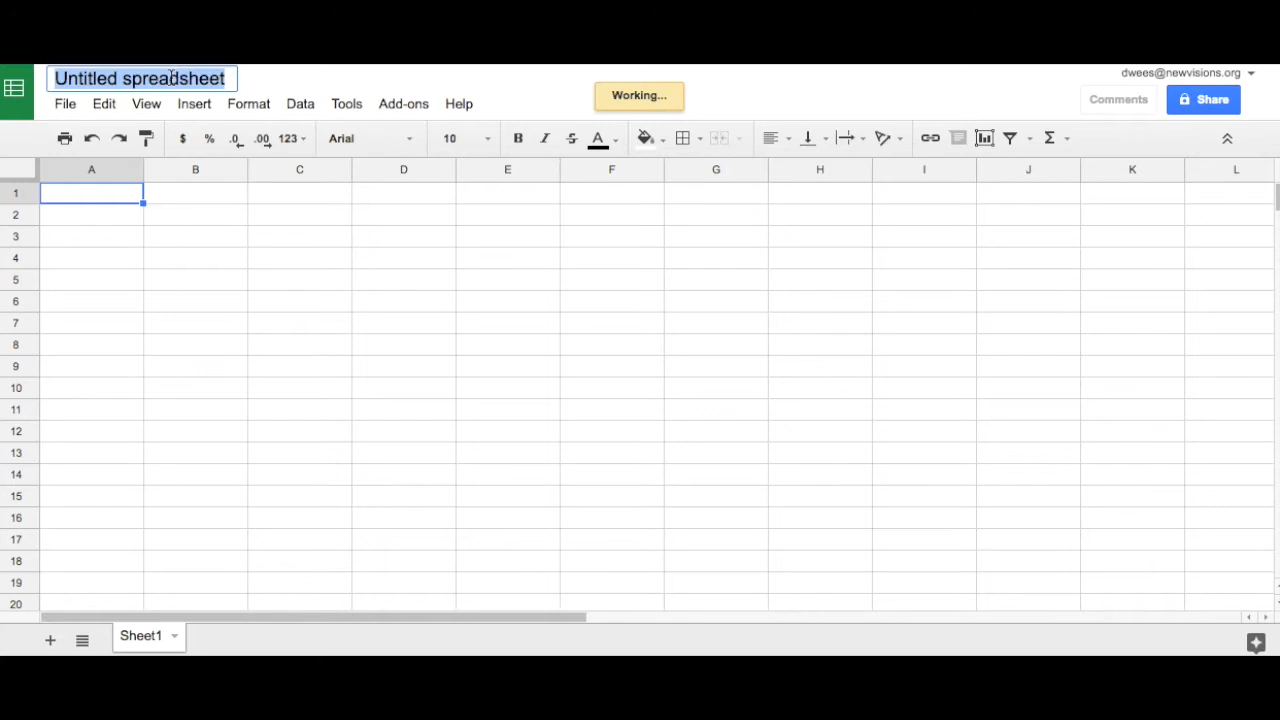 Untitled spreadsheet
Working...
dwees@newvisions.org
File Edit View Insert Format Data Tools Add-ons Help
Comments Share
$ % .0 .00 123 Arial 10 B I S A Σ
A B C D E F G H I J K L
1
2
3
4
5
6
7
8
9
10
11
12
13
14
15
16
17
18
19
20
+ Sheet1